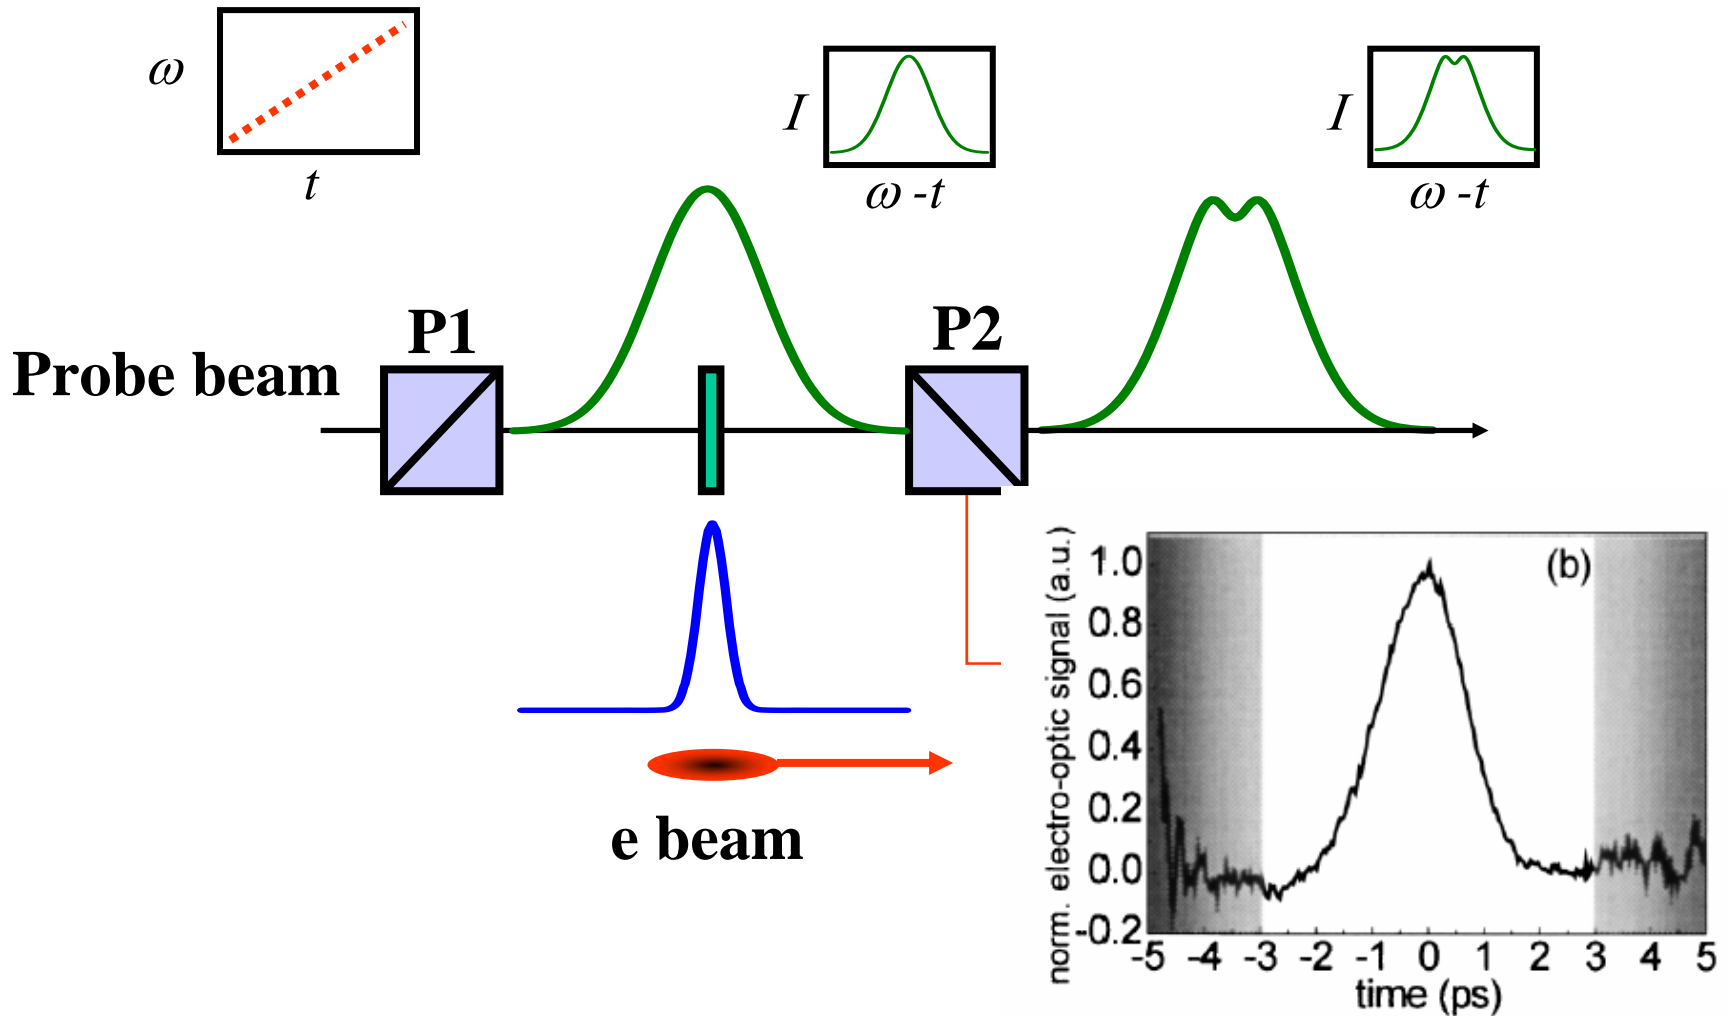 ω
t
I
ω -t
I
ω -t
P1
P2
Probe beam
e beam
(b)
norm. electro-optic signal (a.u.)
1.0
0.8
0.6
0.4
0.2
0.0
-0.2
-5 -4 -3 -2 -1 0 1 2 3 4 5
time (ps)